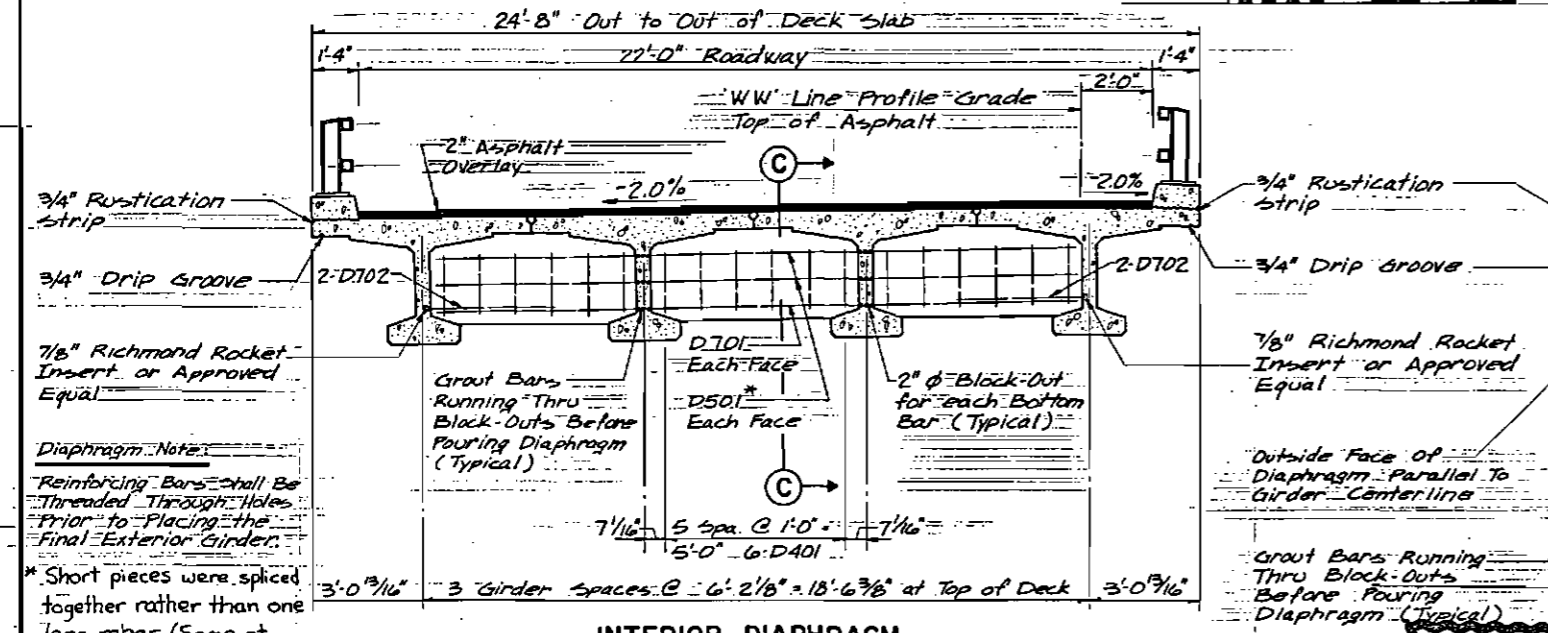 24'-8" Out to Out of Deck Slab
1'-4"
22'-0" Roadway
1'-4"
2'-0"
'WW' Line Profile Grade
Top of Asphalt
2" Asphalt
Overlay
C
2.0%
2.0%
3/4" Rustication
Strip
3/4" Rustication
Strip
3/4" Drip Groove
2-D702
2-D702
3/4" Drip Groove
7/8" Richmond Rocket
Insert or Approved
Equal
Grout Bars
Running Thru
Block-Outs Before
Pouring Diaphragm
(Typical)
D701
Each Face
D501*
Each Face
2" φ Block-Out
for each Bottom
Bar (Typical)
7/8" Richmond Rocket
Insert or Approved
Equal
Diaphragm Note:
Reinforcing Bars Shall Be
Threaded Through Holes
Prior to Placing the
Final Exterior Girder.
C
Outside Face Of
Diaphragm Parallel To
Girder Centerline
7 1/16"
5 Spa. @ 1'-0" =
5'-0" 6-D401
7 1/16"
* Short pieces were spliced
together rather than one
3'-0 13/16"
3 Girder Spaces @ 6'-2 1/8" = 18'-6 3/8" at Top of Deck
3'-0 13/16"
Grout Bars Running
Thru Block-Outs
Before Pouring
Diaphragm (Typical)
INTERIOR DIAPHRAGM